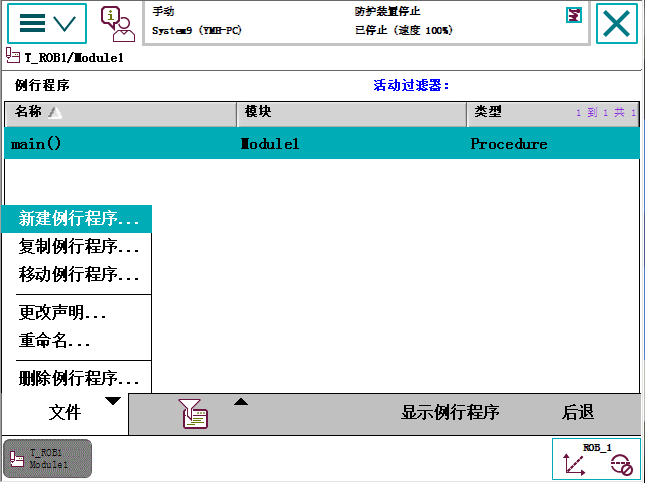 手动
防护装置停止
System9 (YMH-PC)
已停止 (速度 100%)
T_ROB1/Module1
例行程序
活动过滤器:
名称
模块
类型
1 到 1 共 1
main()
Module1
Procedure
新建例行程序...
复制例行程序...
移动例行程序...
更改声明...
重命名...
删除例行程序...
文件
显示例行程序
后退
T_ROB1
Module1
ROB_1